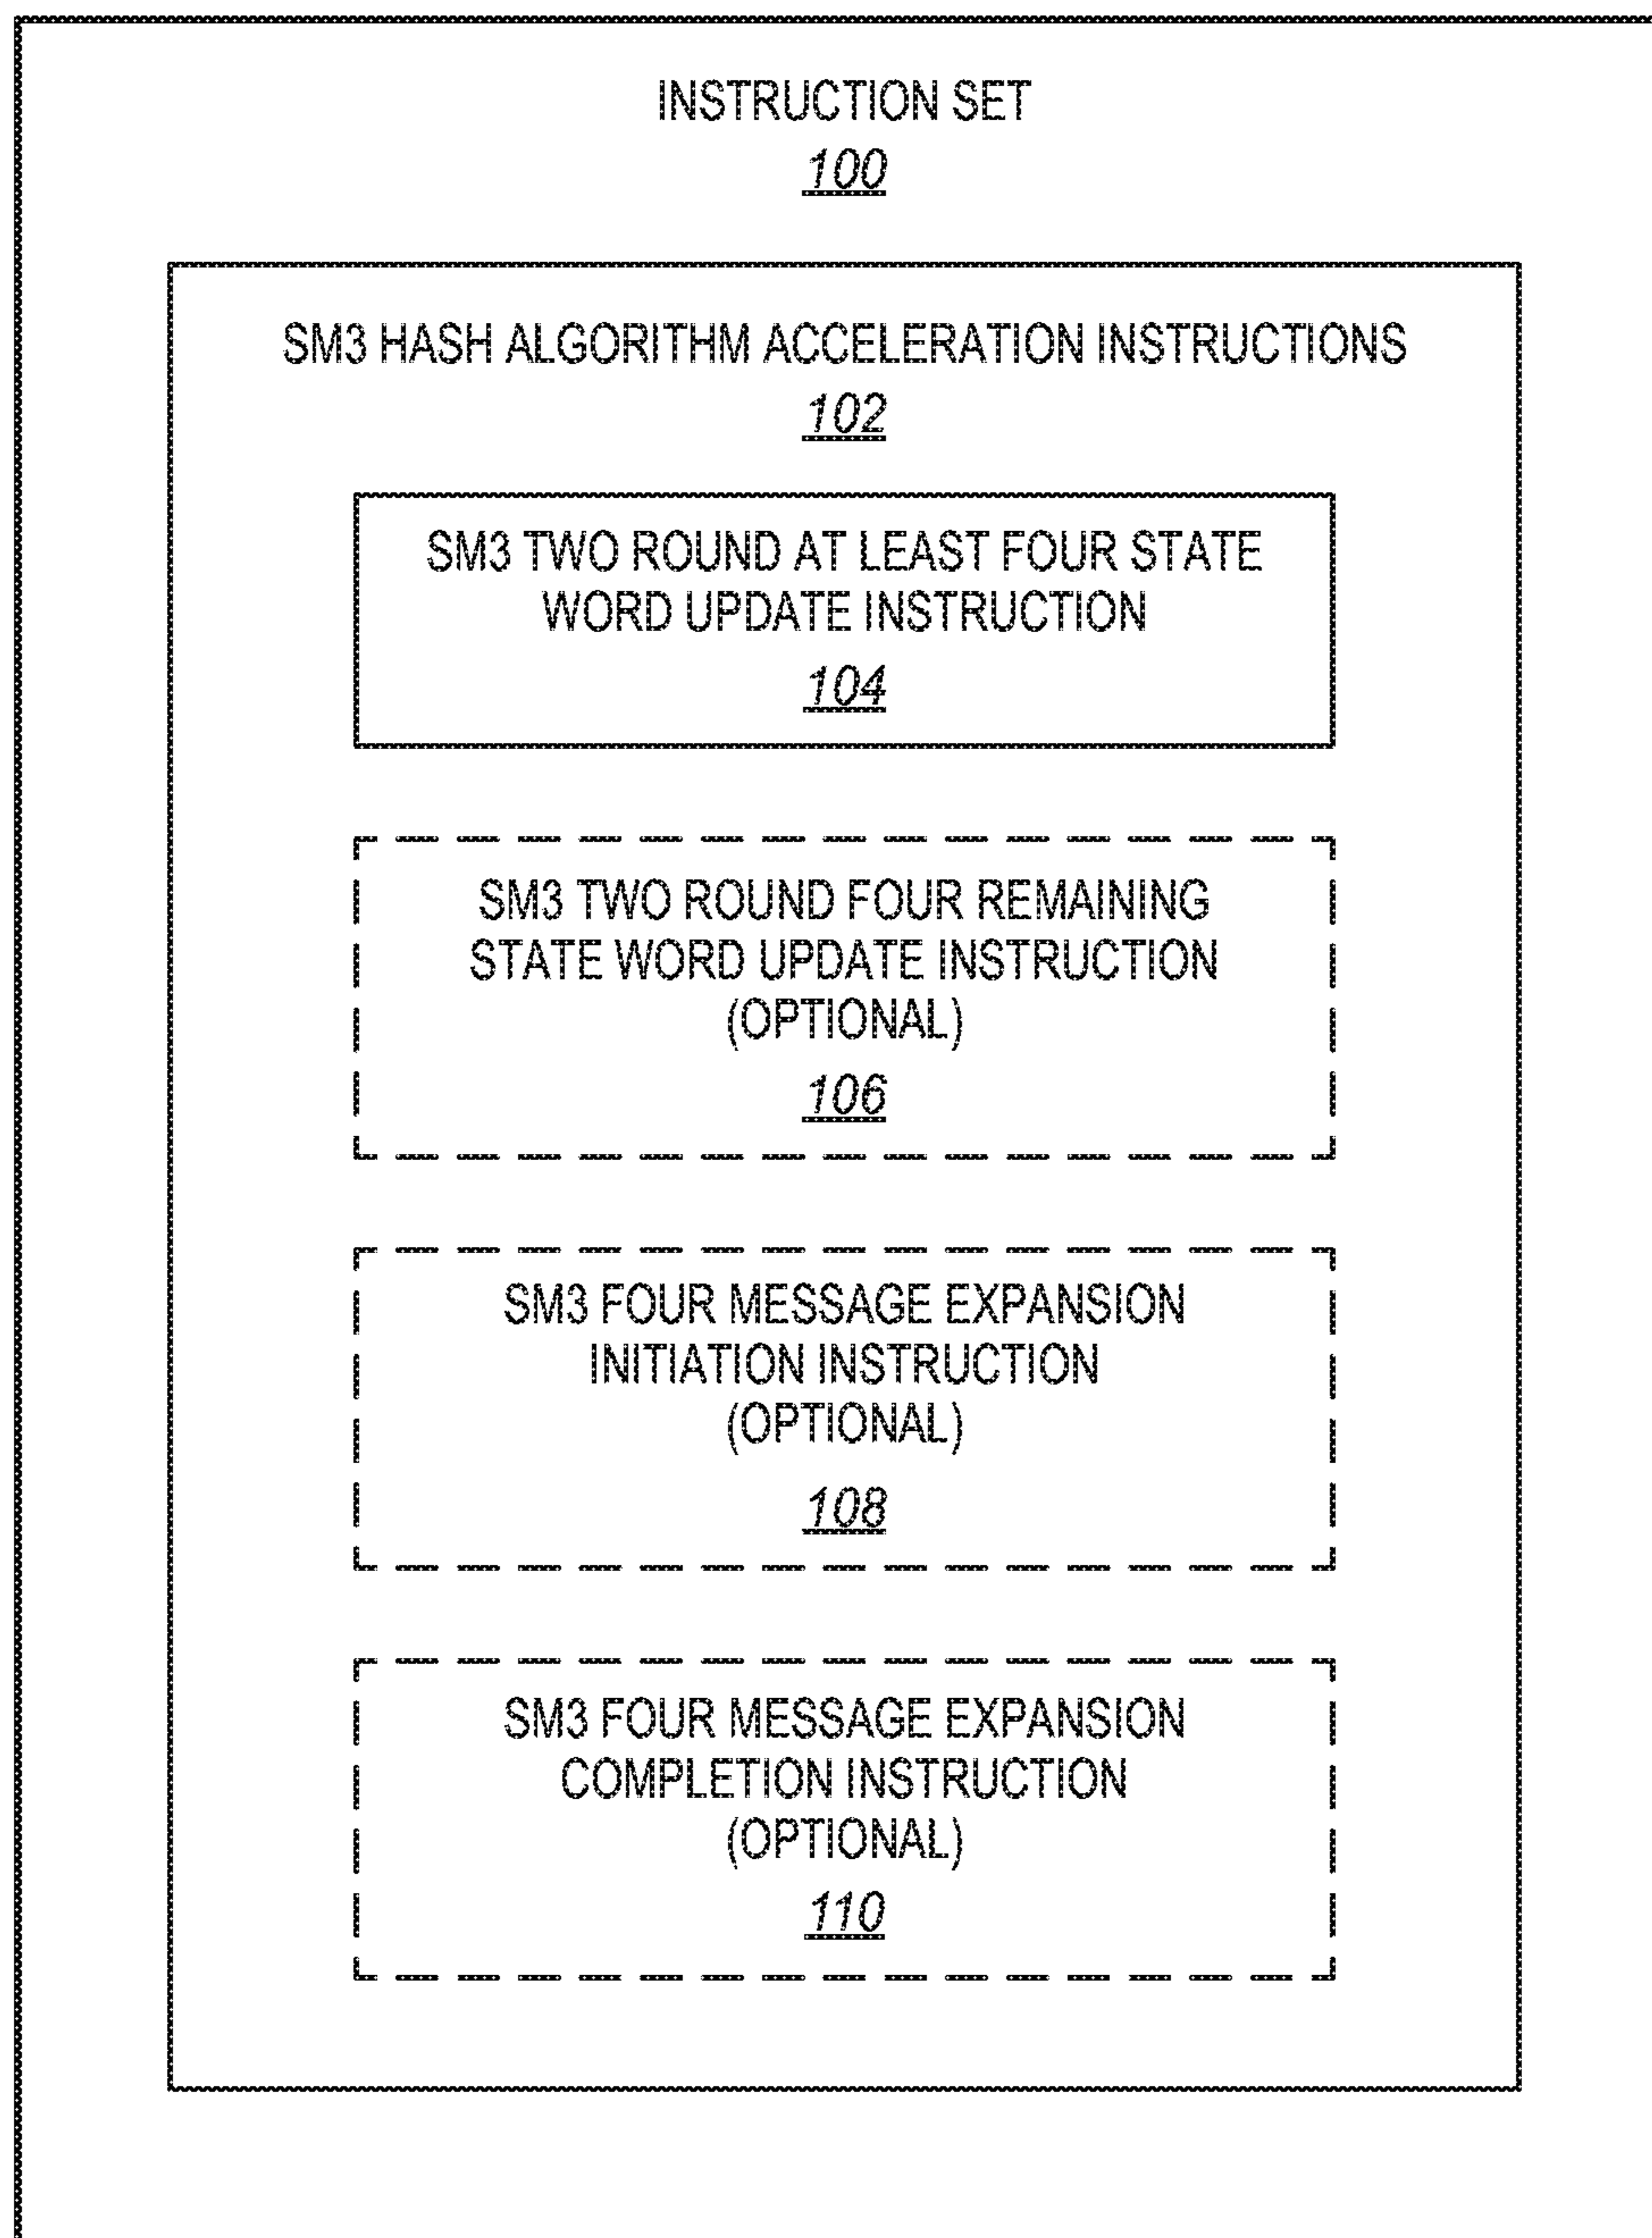 INSTRUCTION SET
100
SM3 HASH ALGORITHM ACCELERATION INSTRUCTIONS
102
SM3 TWO ROUND AT LEAST FOUR STATE
WORD UPDATE INSTRUCTION
104
SM3 TWO ROUND FOUR REMAINING
STATE WORD UPDATE INSTRUCTION
(OPTIONAL)
106
SM3 FOUR MESSAGE EXPANSION
INITIATION INSTRUCTION
(OPTIONAL)
108
SM3 FOUR MESSAGE EXPANSION
COMPLETION INSTRUCTION
(OPTIONAL)
110